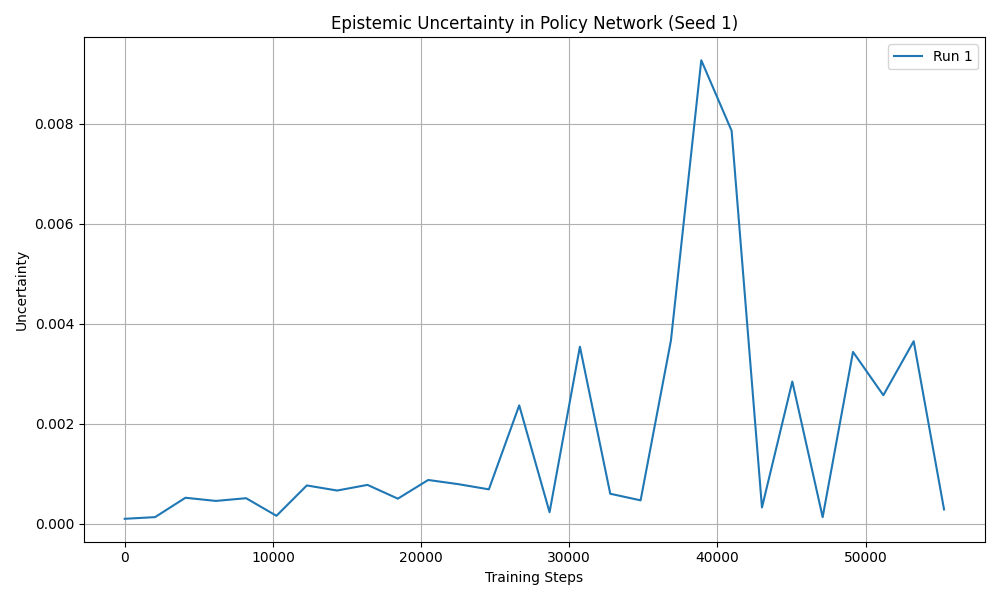 Epistemic Uncertainty in Policy Network (Seed 1)
Run 1
0.008
0.006
0.004
0.002
0.000
Uncertainty
0 10000 20000 30000 40000 50000
Training Steps